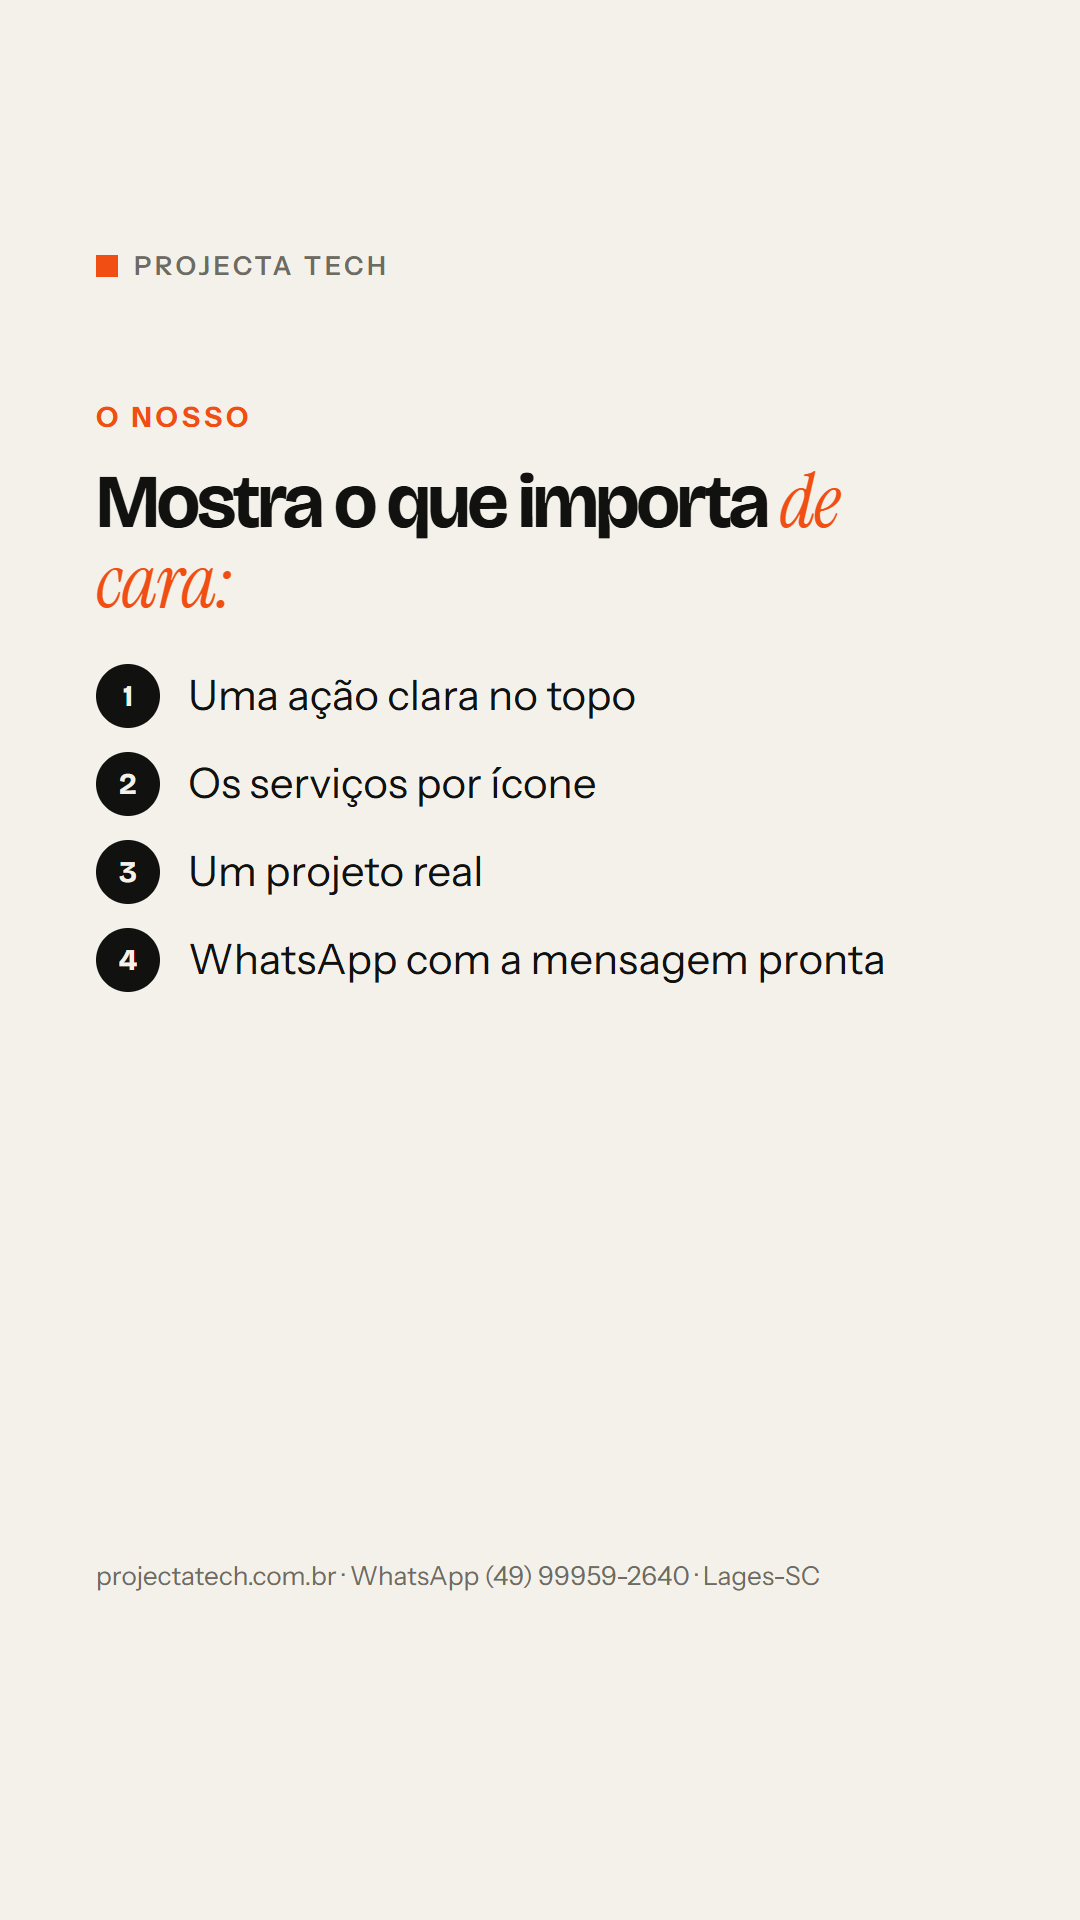 PROJECTA TECH
O NOSSO
Mostra o que importa de
cara:
1 Uma ação clara no topo
2 Os serviços por ícone
3 Um projeto real
4 WhatsApp com a mensagem pronta
projectatech.com.br · WhatsApp (49) 99959-2640 · Lages-SC